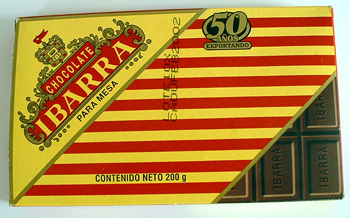 CHOCOLATE
IBARRA
PARA MESA
50
AÑOS
EXPORTANDO
CONTENIDO NETO 200 g
IBARRA
IBARRA